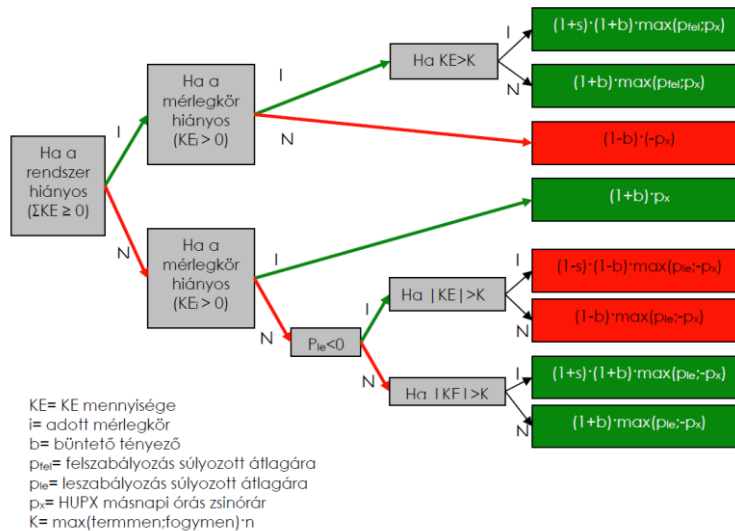 Ha a
rendszer
hiányos
(ΣKE ≥ 0)
I
N
Ha a
mérlegkör
hiányos
(KEi > 0)
I
N
Ha KE>K
I
N
(1+s)·(1+b)·max(pfel;px)
(1+b)·max(pfel;px)
(1-b)·(-px)
Ha a
mérlegkör
hiányos
(KEi > 0)
I
N
(1+b)·px
Ple<0
I
N
Ha |KE|>K
I
N
(1-s)·(1-b)·max(ple;-px)
(1-b)·max(ple;-px)
Ha |KE|>K
I
N
(1+s)·(1+b)·max(ple;-px)
(1+b)·max(ple;-px)
KE= KE mennyisége
i= adott mérlegkör
b= büntető tényező
pfel= felszabályozás súlyozott átlagára
ple= leszabályozás súlyozott átlagára
px= HUPX másnapi órás zsinórár
K= max(termmen;fogymen)·n